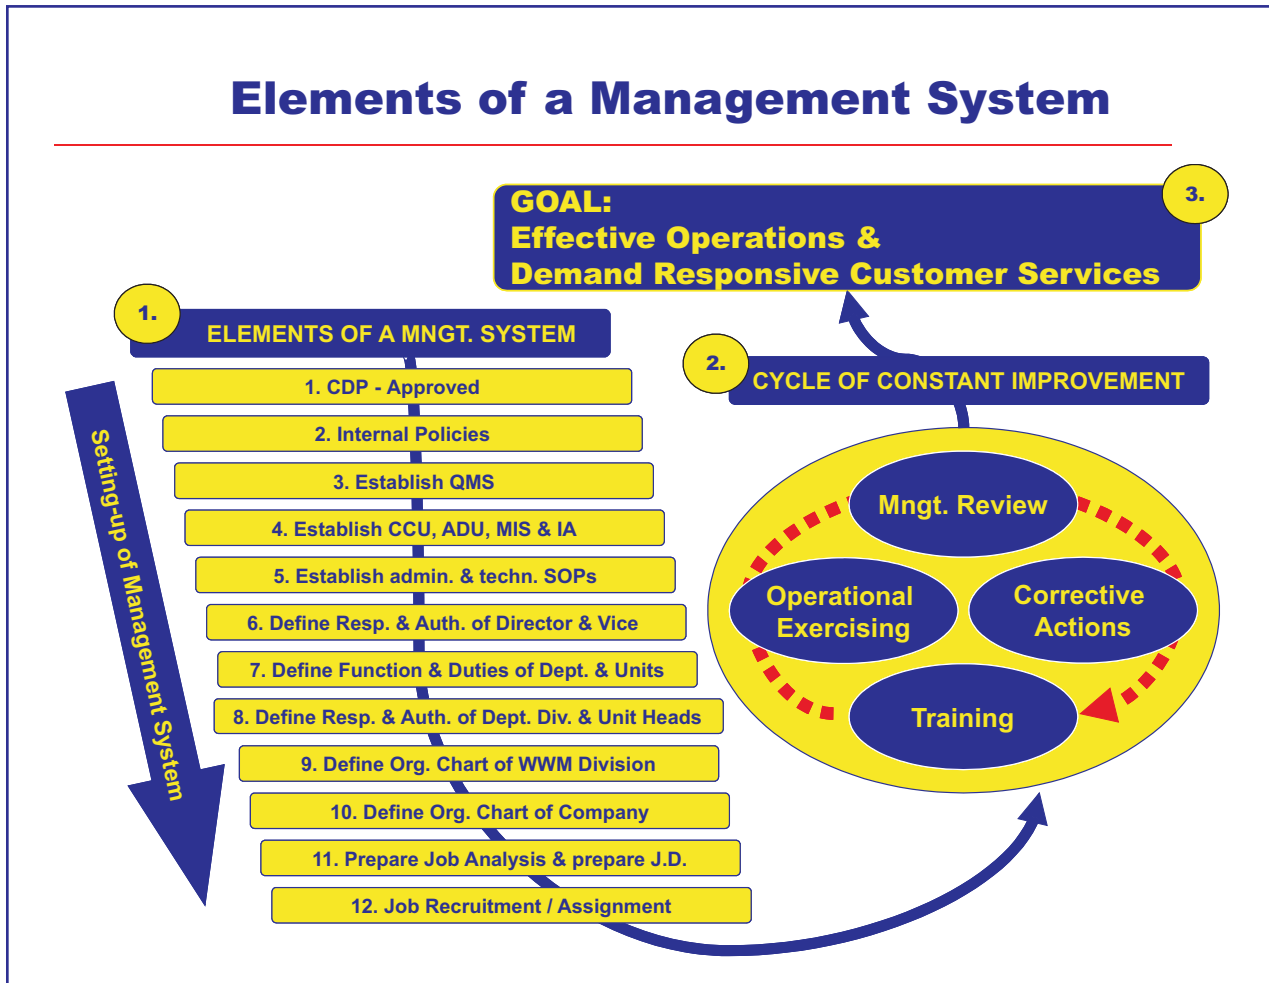 Elements of a Management System
3.
GOAL:
Effective Operations &
Demand Responsive Customer Services
1.
ELEMENTS OF A MNGT. SYSTEM
1. CDP - Approved
2. Internal Policies
3. Establish QMS
4. Establish CCU, ADU, MIS & IA
5. Establish admin. & techn. SOPs
6. Define Resp. & Auth. of Director & Vice
7. Define Function & Duties of Dept. & Units
8. Define Resp. & Auth. of Dept. Div. & Unit Heads
9. Define Org. Chart of WWM Division
10. Define Org. Chart of Company
11. Prepare Job Analysis & prepare J.D.
12. Job Recruitment / Assignment
Setting-up of Management System
2.
CYCLE OF CONSTANT IMPROVEMENT
Mngt. Review
Operational
Exercising
Corrective
Actions
Training